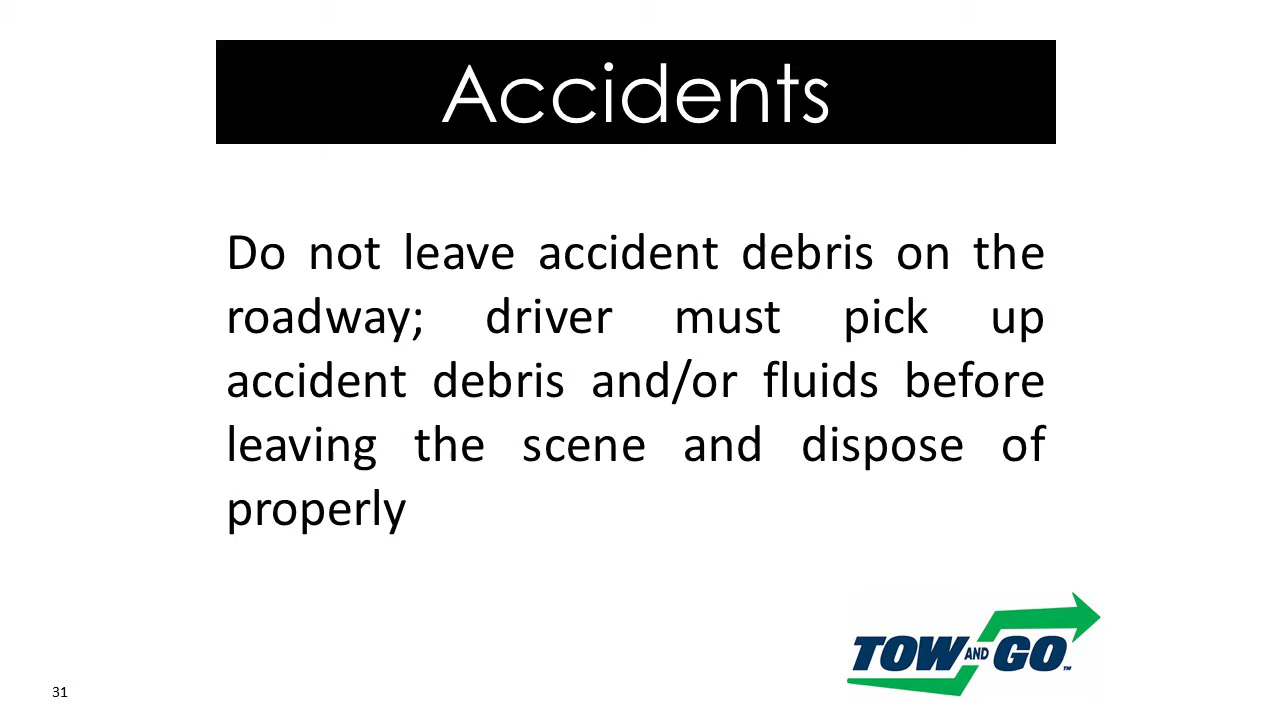 Accidents
Do not leave accident debris on the
roadway; driver must pick up
accident debris and/or fluids before
leaving the scene and dispose of
properly
TOW AND GO™
31